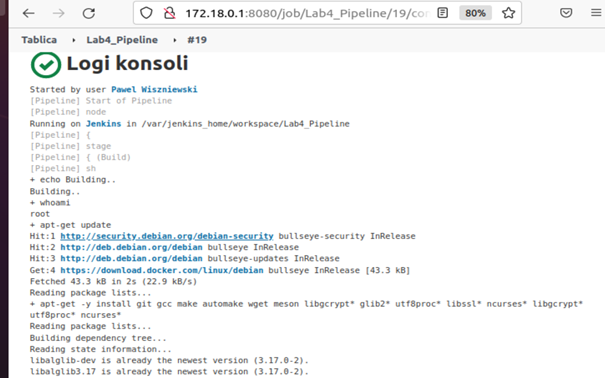 172.18.0.1:8080/job/Lab4_Pipeline/19/con
80%
Tablica
Lab4_Pipeline
#19
Logi konsoli
Started by user Pawel Wiszniewski
[Pipeline] Start of Pipeline
[Pipeline] node
Running on Jenkins in /var/jenkins_home/workspace/Lab4_Pipeline
[Pipeline] {
[Pipeline] stage
[Pipeline] { (Build)
[Pipeline] sh
+ echo Building..
Building..
+ whoami
root
+ apt-get update
Hit:1 http://security.debian.org/debian-security bullseye-security InRelease
Hit:2 http://deb.debian.org/debian bullseye InRelease
Hit:3 http://deb.debian.org/debian bullseye-updates InRelease
Get:4 https://download.docker.com/linux/debian bullseye InRelease [43.3 kB]
Fetched 43.3 kB in 2s (22.9 kB/s)
Reading package lists...
+ apt-get -y install git gcc make automake wget meson libgcrypt* glib2* utf8proc* libssl* ncurses* libgcrypt*
utf8proc* ncurses*
Reading package lists...
Building dependency tree...
Reading state information...
libalglib-dev is already the newest version (3.17.0-2).
libalglib3.17 is already the newest version (3.17.0-2).